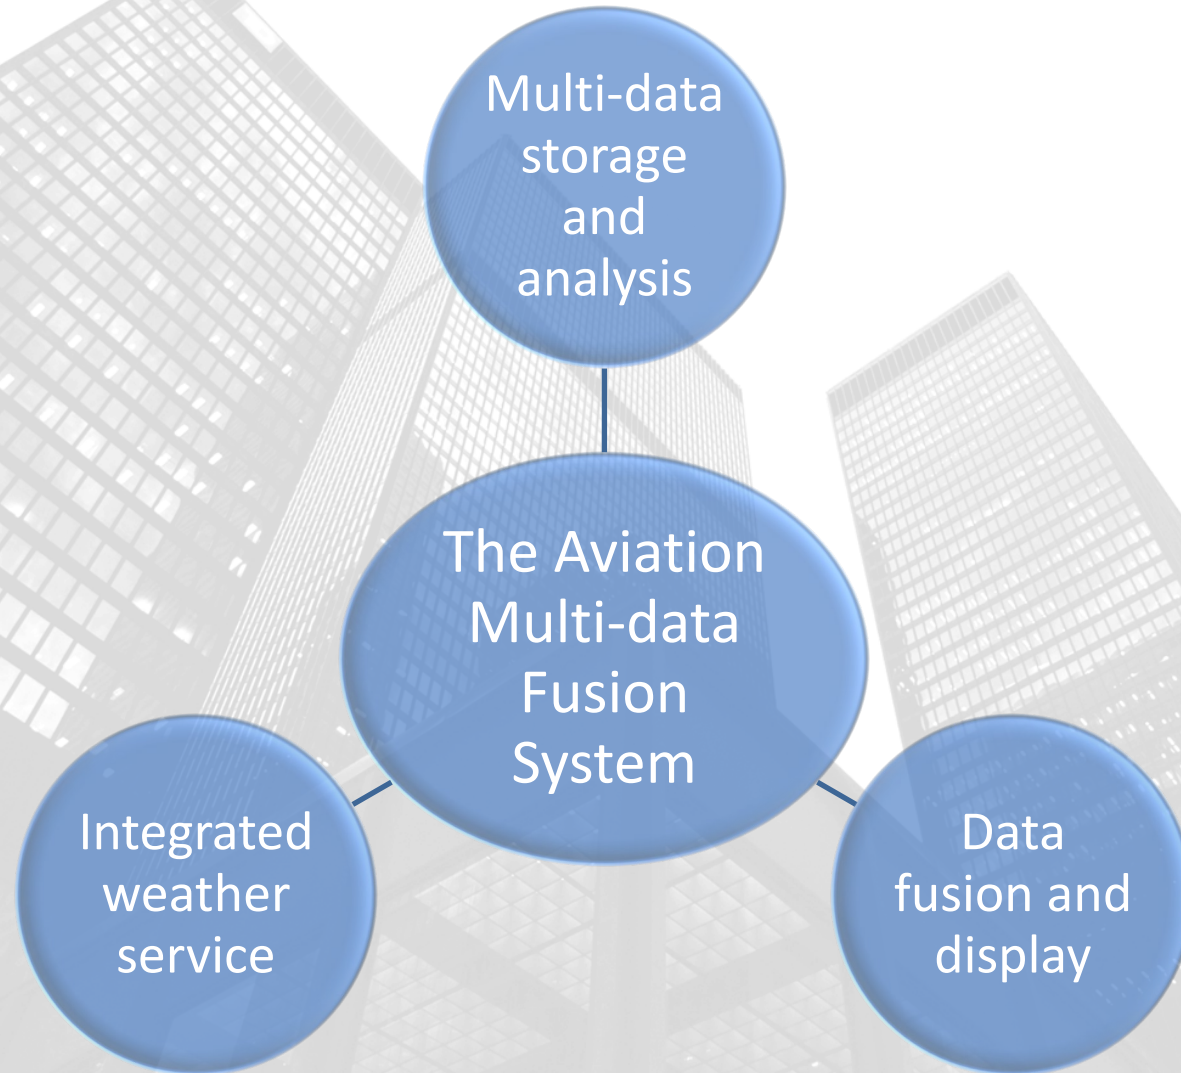 Multi-data
storage
and
analysis
The Aviation
Multi-data
Fusion
System
Integrated
weather
service
Data
fusion and
display